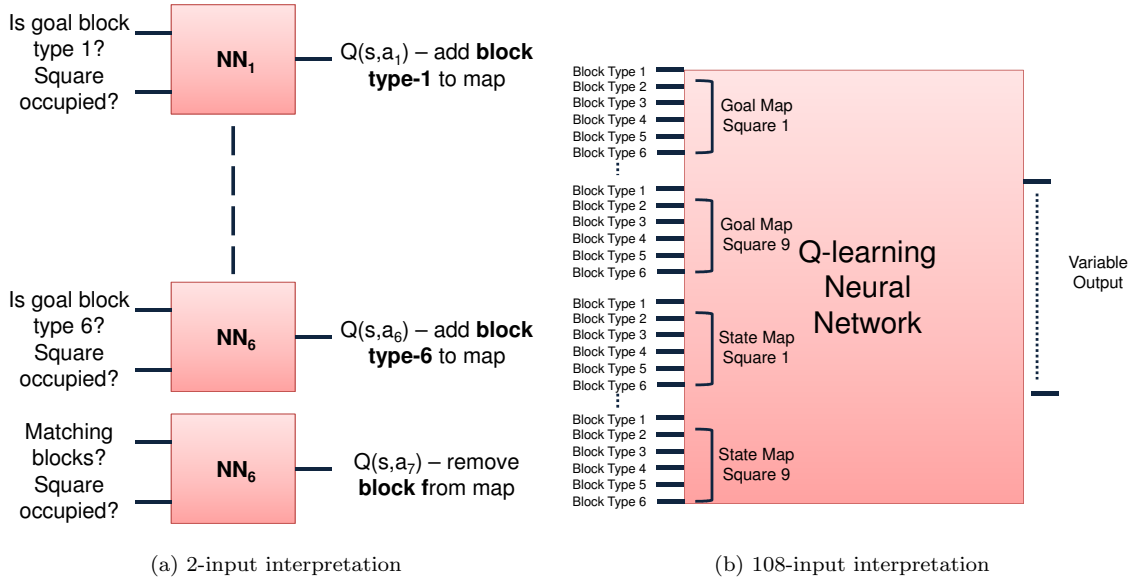 Is goal block
type 1?
Square
occupied?
NN1
Q(s,a1) – add block
type-1 to map
Is goal block
type 6?
Square
occupied?
NN6
Q(s,a6) – add block
type-6 to map
Matching
blocks?
Square
occupied?
NN6
Q(s,a7) – remove
block from map
(a) 2-input interpretation
Block Type 1
Block Type 2
Block Type 3
Block Type 4
Block Type 5
Block Type 6
Goal Map
Square 1
Block Type 1
Block Type 2
Block Type 3
Block Type 4
Block Type 5
Block Type 6
Goal Map
Square 9
Block Type 1
Block Type 2
Block Type 3
Block Type 4
Block Type 5
Block Type 6
State Map
Square 1
Block Type 1
Block Type 2
Block Type 3
Block Type 4
Block Type 5
Block Type 6
State Map
Square 9
Q-learning
Neural
Network
Variable
Output
(b) 108-input interpretation